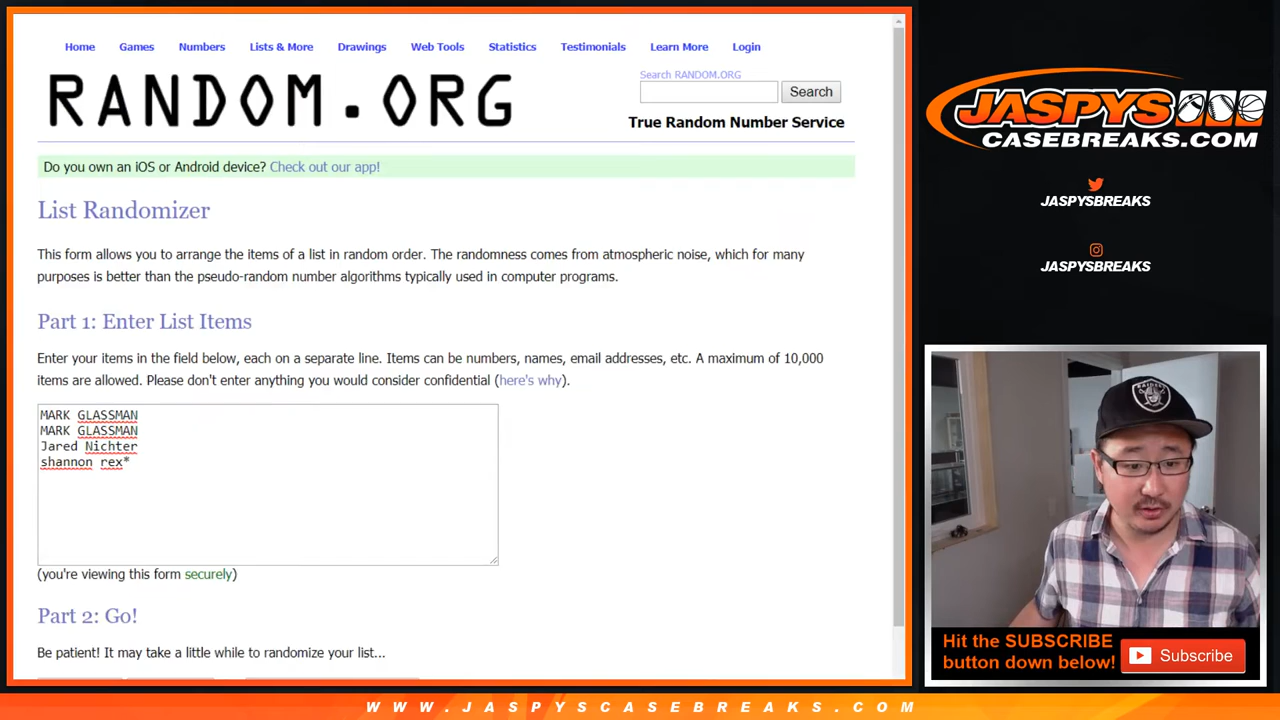 Home Games Numbers Lists & More Drawings Web Tools Statistics Testimonials Learn More Login
RANDOM.ORG
Search RANDOM.ORG
Search
True Random Number Service
Do you own an iOS or Android device? Check out our app!
List Randomizer
This form allows you to arrange the items of a list in random order. The randomness comes from atmospheric noise, which for many
purposes is better than the pseudo-random number algorithms typically used in computer programs.
Part 1: Enter List Items
Enter your items in the field below, each on a separate line. Items can be numbers, names, email addresses, etc. A maximum of 10,000
items are allowed. Please don't enter anything you would consider confidential (here's why).
MARK GLASSMAN
MARK GLASSMAN
Jared Nichter
shannon rex*
(you're viewing this form securely)
Part 2: Go!
Be patient! It may take a little while to randomize your list...
JASPYS
CASEBREAKS.COM
JASPYSBREAKS
JASPYSBREAKS
RAIDERS
Hit the SUBSCRIBE
button down below!
Subscribe
WWW.JASPYSCASEBREAKS.COM